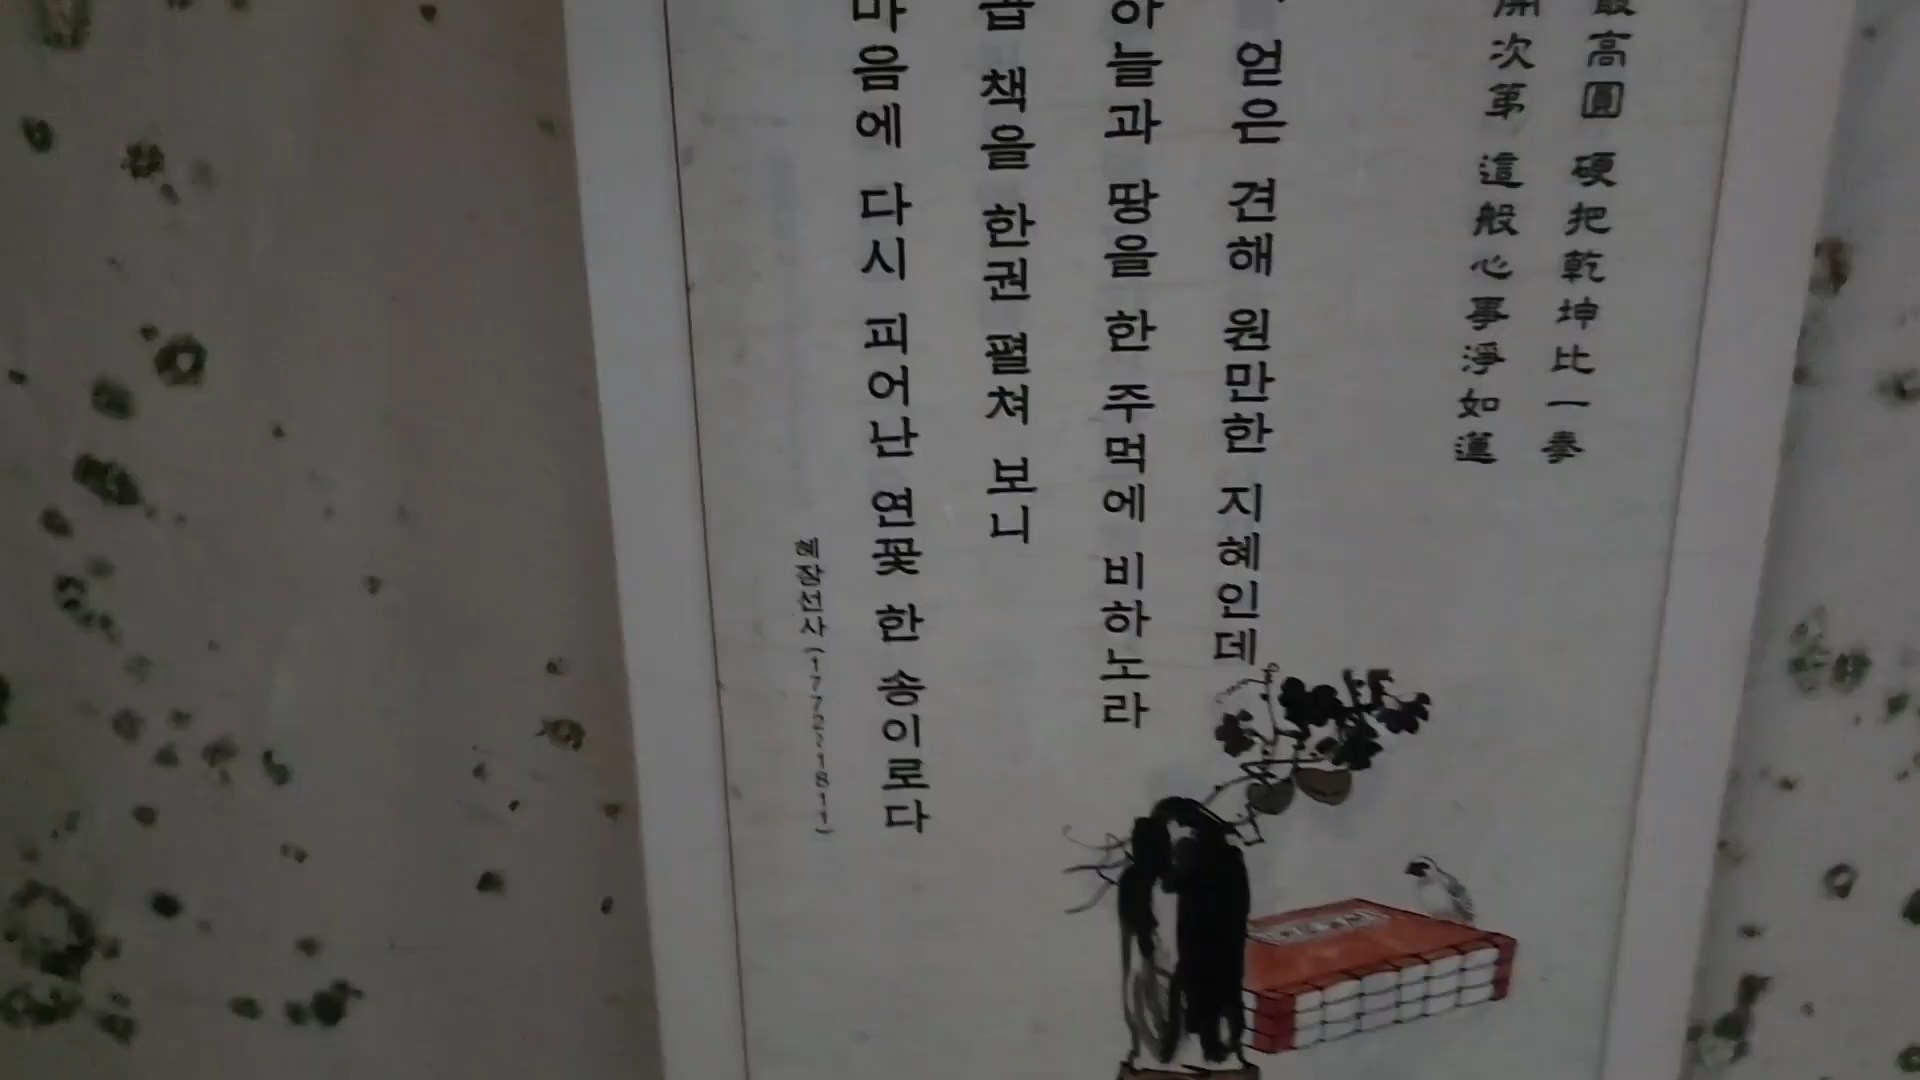 最高圓 硬把乾坤比一拳
開次第 這般心事淨如蓮
얻은 견해 원만한 지혜인데
하늘과 땅을 한 주먹에 비하노라
책을 한권 펼쳐 보니
마음에 다시 피어난 연꽃 한 송이로다
혜장선사 (1772~1811)